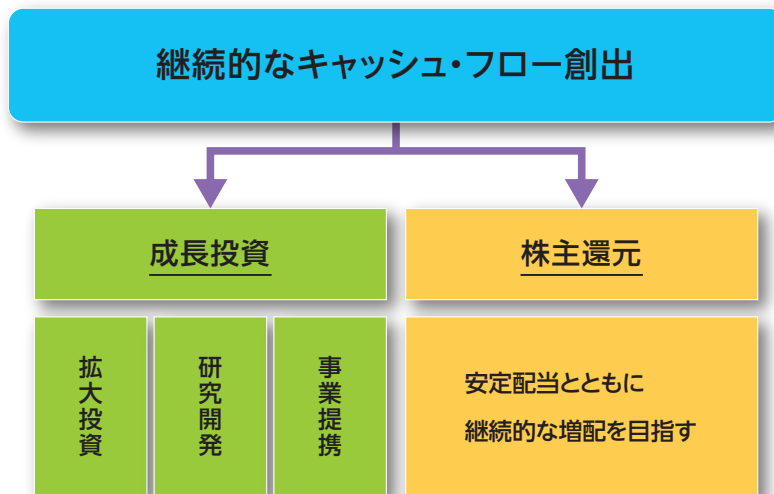 継続的なキャッシュ・フロー創出
成長投資
株主還元
拡大投資
研究開発
事業提携
安定配当とともに
継続的な増配を目指す